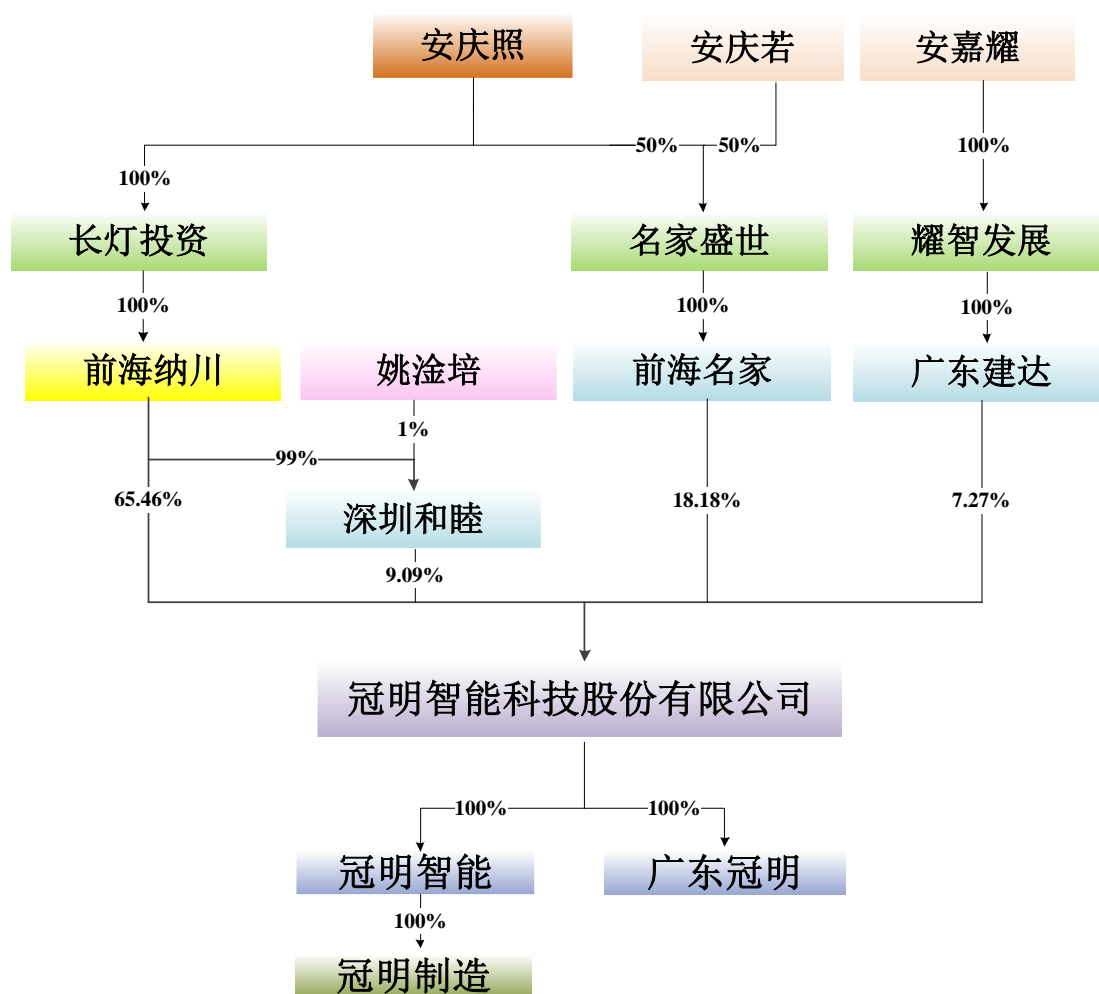 安庆照
安庆若
安嘉耀
50%
50%
100%
100%
长灯投资
名家盛世
耀智发展
100%
100%
100%
前海纳川
姚淦培
前海名家
广东建达
1%
99%
65.46%
深圳和睦
18.18%
7.27%
9.09%
冠明智能科技股份有限公司
100%
100%
冠明智能
广东冠明
100%
冠明制造